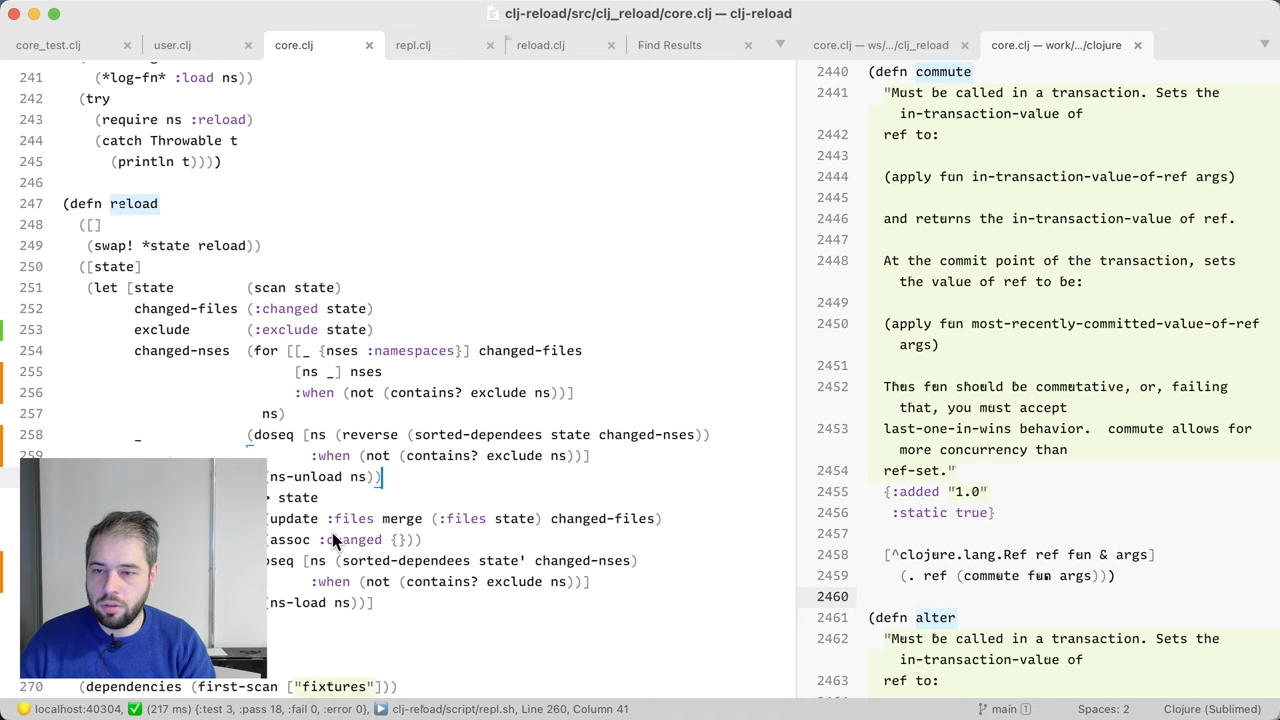 clj-reload/src/clj_reload/core.clj — clj-reload
core_test.clj
user.clj
core.clj
repl.clj
reload.clj
Find Results
core.clj — ws/.../clj_reload
core.clj — work/.../clojure
241 (*log-fn* :load ns))
242 (try
243 (require ns :reload)
244 (catch Throwable t
245 (println t))))
246
247 (defn reload
248 ([]
249 (swap! *state reload))
250 ([state]
251 (let [state (scan state)
252 changed-files (:changed state)
253 exclude (:exclude state)
254 changed-nses (for [[_ {nses :namespaces}] changed-files
255 [ns _] nses
256 :when (not (contains? exclude ns))]
257 ns)
258 _ (doseq [ns (reverse (sorted-dependees state changed-nses))
259 :when (not (contains? exclude ns))]
(ns-unload ns))
state
(update :files merge (:files state) changed-files)
(assoc :changed {}))
[ns (sorted-dependees state' changed-nses)
:when (not (contains? exclude ns))]
(ns-load ns))]
270 (dependencies (first-scan ["fixtures"]))
2440 (defn commute
2441 "Must be called in a transaction. Sets the
in-transaction-value of
2442 ref to:
2443
2444 (apply fun in-transaction-value-of-ref args)
2445
2446 and returns the in-transaction-value of ref.
2447
2448 At the commit point of the transaction, sets
the value of ref to be:
2449
2450 (apply fun most-recently-committed-value-of-ref
args)
2451
2452 Thus fun should be commutative, or, failing
that, you must accept
2453 last-one-in-wins behavior.  commute allows for
more concurrency than
2454 ref-set."
2455 {:added "1.0"
2456 :static true}
2457
2458 [^clojure.lang.Ref ref fun & args]
2459 (. ref (commute fun args)))
2460
2461 (defn alter
2462 "Must be called in a transaction. Sets the
in-transaction-value of
2463 ref to:
localhost:40304, ✅ (217 ms) {:test 3, :pass 18, :fail 0, :error 0}, ▶ clj-reload/script/repl.sh, Line 260, Column 41
main 1
Spaces: 2
Clojure (Sublimed)